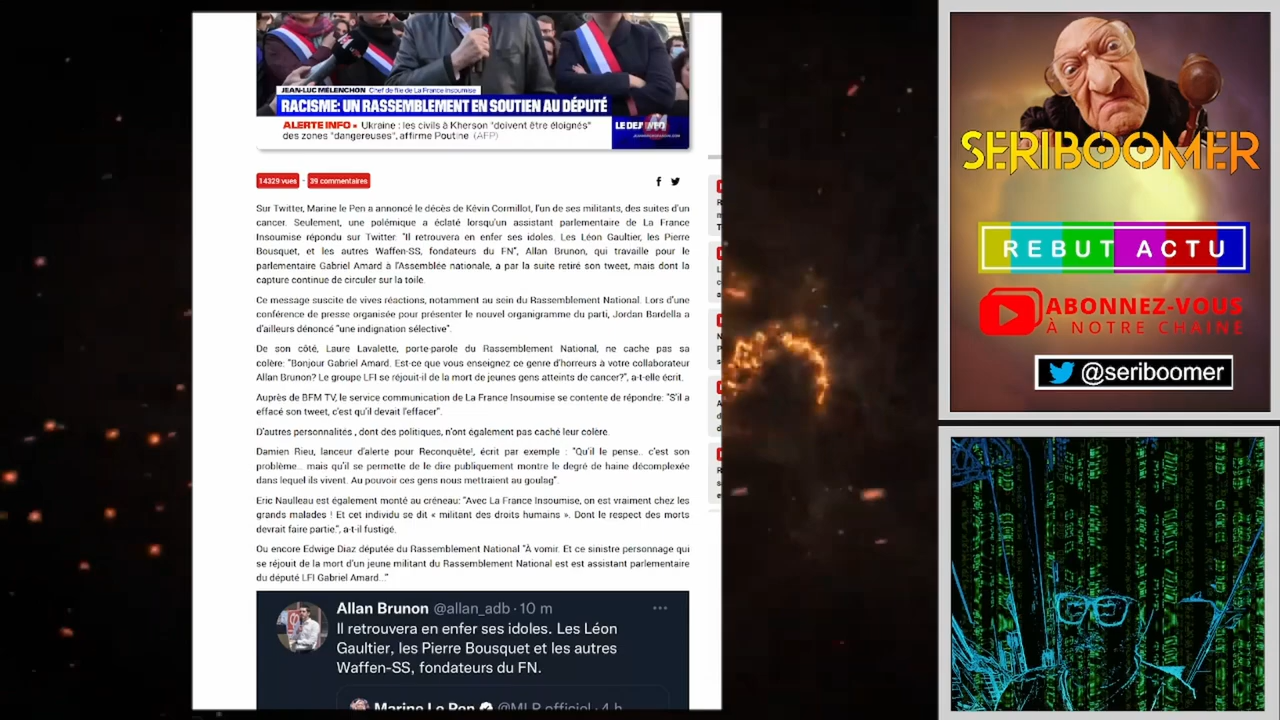 JEAN-LUC MÉLENCHON Chef de file de La France Insoumise
RACISME: UN RASSEMBLEMENT EN SOUTIEN AU DÉPUTÉ
ALERTE INFO • Ukraine : les civils à Kherson "doivent être éloignés"
des zones "dangereuses", affirme Poutine (AFP)
14329 vues - 39 commentaires
Sur Twitter, Marine le Pen a annoncé le décès de Kévin Cormillot, l'un de ses militants, des suites d'un
cancer. Seulement, une polémique a éclaté lorsqu'un assistant parlementaire de La France
Insoumise répondu sur Twitter: "Il retrouvera en enfer ses idoles. Les Léon Gaultier, les Pierre
Bousquet, et les autres Waffen-SS, fondateurs du FN", Allan Brunon, qui travaille pour le
parlementaire Gabriel Amard à l'Assemblée nationale, a par la suite retiré son tweet, mais dont la
capture continue de circuler sur la toile.
Ce message suscite de vives réactions, notamment au sein du Rassemblement National. Lors d'une
conférence de presse organisée pour présenter le nouvel organigramme du parti, Jordan Bardella a
d'ailleurs dénoncé "une indignation sélective".
De son côté, Laure Lavalette, porte-parole du Rassemblement National, ne cache pas sa
colère: "Bonjour Gabriel Amard. Est-ce que vous enseignez ce genre d'horreurs à votre collaborateur
Allan Brunon? Le groupe LFI se réjouit-il de la mort de jeunes gens atteints de cancer?", a-t-elle écrit.
Auprès de BFM TV, le service communication de La France Insoumise se contente de répondre: "S'il a
effacé son tweet, c'est qu'il devait l'effacer".
D'autres personnalités , dont des politiques, n'ont également pas caché leur colère.
Damien Rieu, lanceur d'alerte pour Reconquête!, écrit par exemple : "Qu'il le pense.. c'est son
problème... mais qu'il se permette de le dire publiquement montre le degré de haine décomplexée
dans lequel ils vivent. Au pouvoir ces gens nous mettraient au goulag".
Eric Naulleau est également monté au créneau: "Avec La France Insoumise, on est vraiment chez les
grands malades ! Et cet individu se dit « militant des droits humains ». Dont le respect des morts
devrait faire partie.", a-t-il fustigé.
Ou encore Edwige Diaz députée du Rassemblement National "À vomir. Et ce sinistre personnage qui
se réjouit de la mort d'un jeune militant du Rassemblement National est est assistant parlementaire
du député LFI Gabriel Amard..."
Allan Brunon @allan_adb · 10 m
Il retrouvera en enfer ses idoles. Les Léon
Gaultier, les Pierre Bousquet et les autres
Waffen-SS, fondateurs du FN.
Marine Le Pen @MLP_officiel · 4 h
SERIBOOMER
REBUT ACTU
ABONNEZ-VOUS
À NOTRE CHAINE
@seriboomer